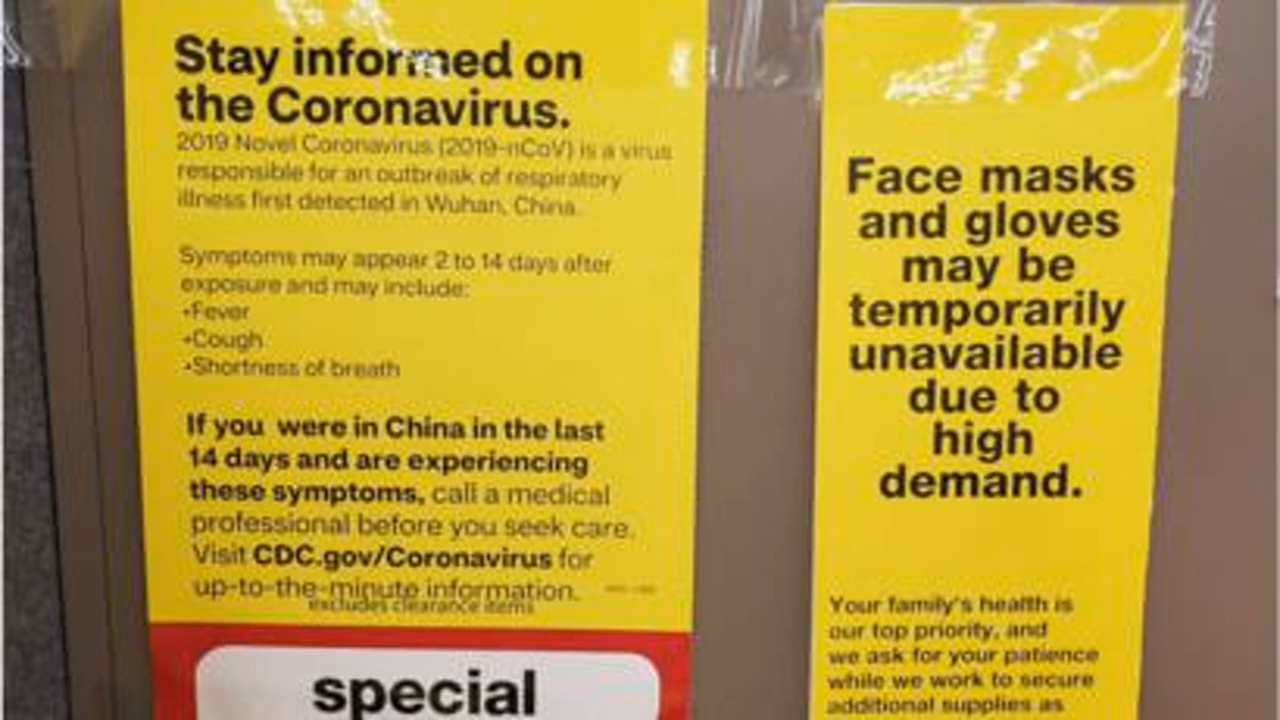 Stay informed on
the Coronavirus.
2019 Novel Coronavirus (2019-nCoV) is a virus
responsible for an outbreak of respiratory
illness first detected in Wuhan, China.
Symptoms may appear 2 to 14 days after
exposure and may include:
•Fever
•Cough
•Shortness of breath
If you were in China in the last
14 days and are experiencing
these symptoms, call a medical
professional before you seek care.
Visit CDC.gov/Coronavirus for
up-to-the-minute information.
excludes clearance items
special
Face masks
and gloves
may be
temporarily
unavailable
due to
high
demand.
Your family's health is
our top priority, and
we ask for your patience
while we work to secure
additional supplies as